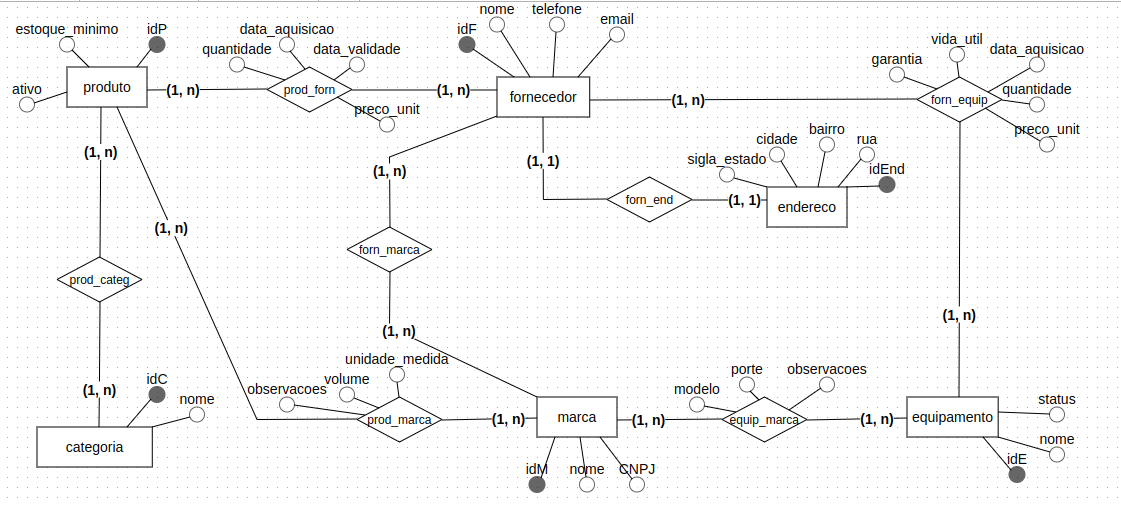 nome
telefone
email
estoque_minimo
idP
data_aquisicao
idF
quantidade
data_validade
vida_util
data_aquisicao
garantia
ativo
produto
(1, n)
prod_forn
(1, n)
fornecedor
(1, n)
forn_equip
quantidade
preco_unit
preco_unit
(1, n)
(1, n)
(1, 1)
cidade
bairro
rua
sigla_estado
idEnd
forn_end
(1, 1)
endereco
(1, n)
forn_marca
prod_categ
(1, n)
(1, n)
unidade_medida
volume
observacoes
porte
observacoes
modelo
(1, n)
idC
nome
categoria
prod_marca
(1, n)
marca
(1, n)
equip_marca
(1, n)
equipamento
status
nome
idE
idM
nome
CNPJ